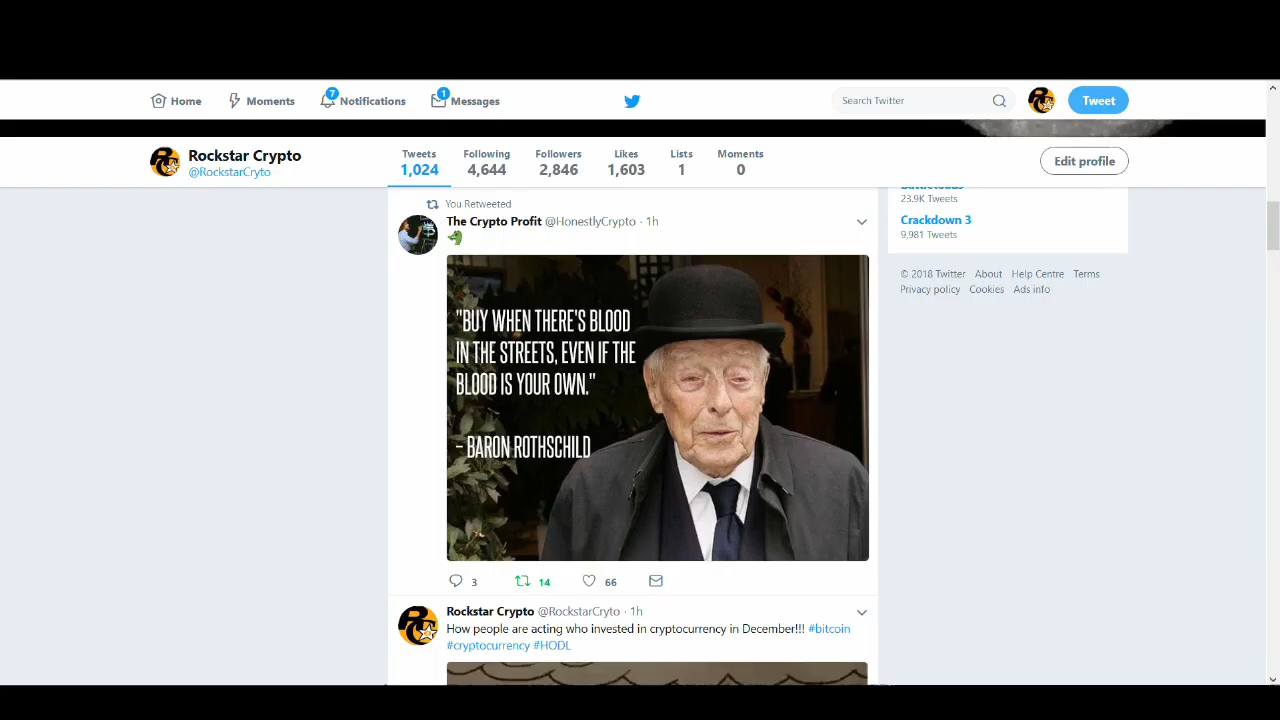 Home Moments 7 Notifications 1 Messages Search Twitter Tweet
Rockstar Crypto
@RockstarCryto
Tweets Following Followers Likes Lists Moments
1,024 4,644 2,846 1,603 1 0
Edit profile
You Retweeted
The Crypto Profit @HonestlyCrypto · 1h
"BUY WHEN THERE'S BLOOD
IN THE STREETS, EVEN IF THE
BLOOD IS YOUR OWN."
– BARON ROTHSCHILD
3 14 66
Rockstar Crypto @RockstarCryto · 1h
How people are acting who invested in cryptocurrency in December!!! #bitcoin
#cryptocurrency #HODL
23.9K Tweets
Crackdown 3
9,981 Tweets
© 2018 Twitter About Help Centre Terms
Privacy policy Cookies Ads info